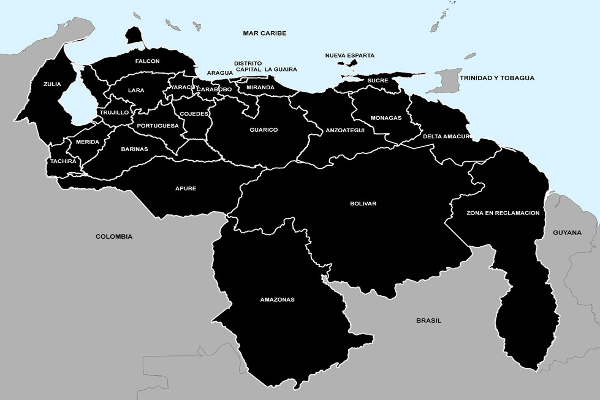 MAR CARIBE
NUEVA ESPARTA
FALCON
DISTRITO
CAPITAL
LA GUAIRA
ARAGUA
TRINIDAD Y TOBAGUA
SUCRE
ZULIA
LARA
YARACUY
CARABOBO
MIRANDA
TRUJILLO
COJEDES
MONAGAS
PORTUGUESA
GUARICO
ANZOATEGUI
DELTA AMACURO
MERIDA
BARINAS
TACHIRA
APURE
BOLIVAR
ZONA EN RECLAMACION
GUYANA
COLOMBIA
AMAZONAS
BRASIL